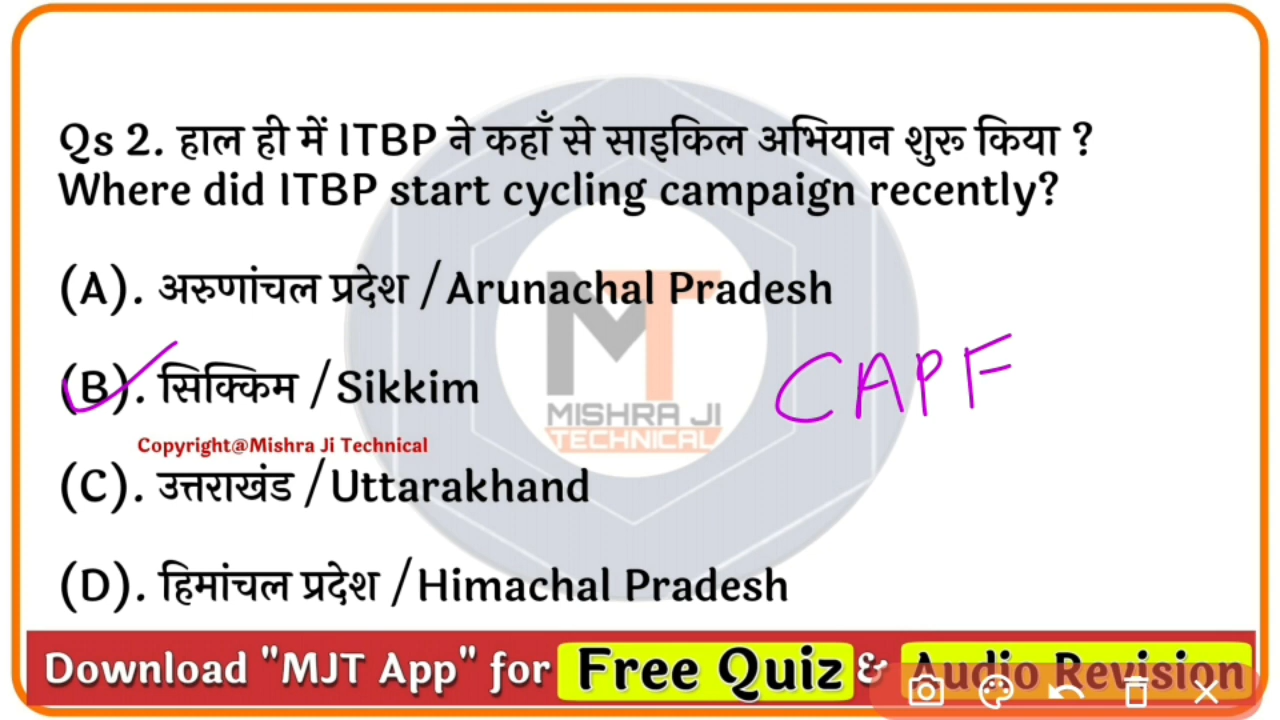 Qs 2. हाल ही में ITBP ने कहाँ से साइकिल अभियान शुरू किया ?
Where did ITBP start cycling campaign recently?
(A). अरुणांचल प्रदेश / Arunachal Pradesh
(B). सिक्किम / Sikkim
CAPF
MT
MISHRA JI
TECHNICAL
Copyright@Mishra Ji Technical
(C). उत्तराखंड / Uttarakhand
(D). हिमांचल प्रदेश / Himachal Pradesh
Download "MJT App" for Free Quiz & Audio Revision